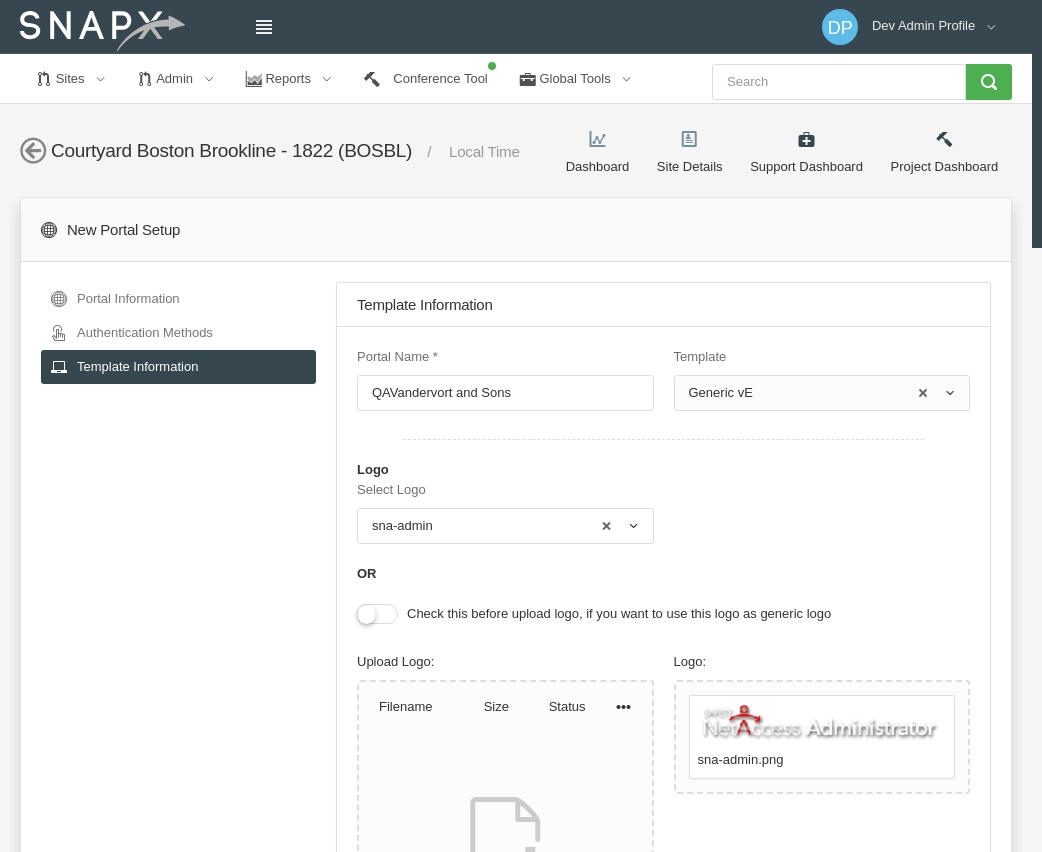 SNAPX
DP
Dev Admin Profile
Sites
Admin
Reports
Conference Tool
Global Tools
Search
Courtyard Boston Brookline - 1822 (BOSBL)
/
Local Time
Dashboard
Site Details
Support Dashboard
Project Dashboard
New Portal Setup
Portal Information
Authentication Methods
Template Information
Template Information
Portal Name *
Template
QAVandervort and Sons
Generic vE
Logo
Select Logo
sna-admin
OR
Check this before upload logo, if you want to use this logo as generic logo
Upload Logo:
Logo:
Filename
Size
Status
NetAccess Administrator
sna-admin.png